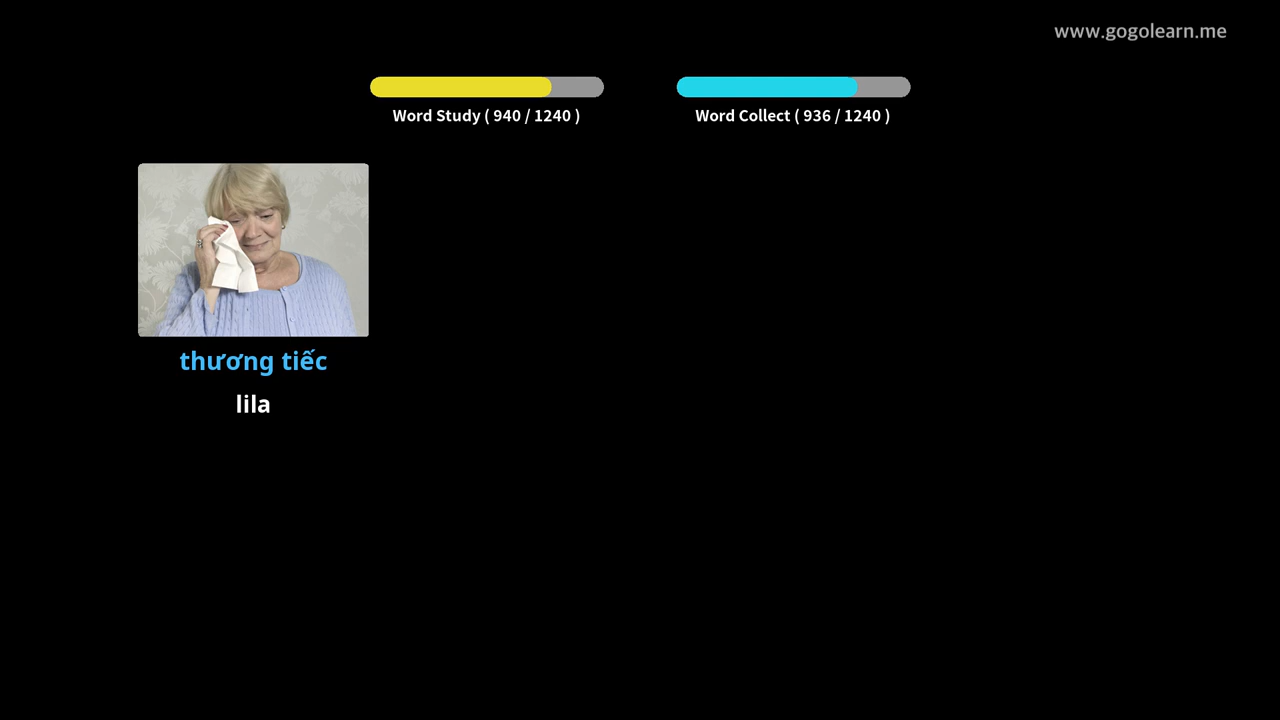 www.gogolearn.me
Word Study ( 940 / 1240 )
Word Collect ( 936 / 1240 )
thương tiếc
lila